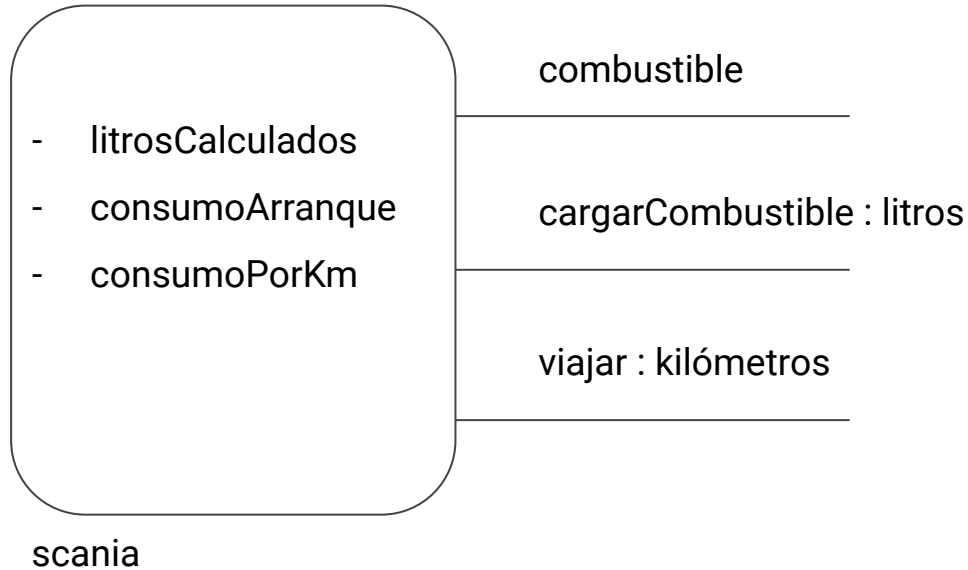 - litrosCalculados
- consumoArranque
- consumoPorKm
combustible
cargarCombustible : litros
viajar : kilómetros
scania